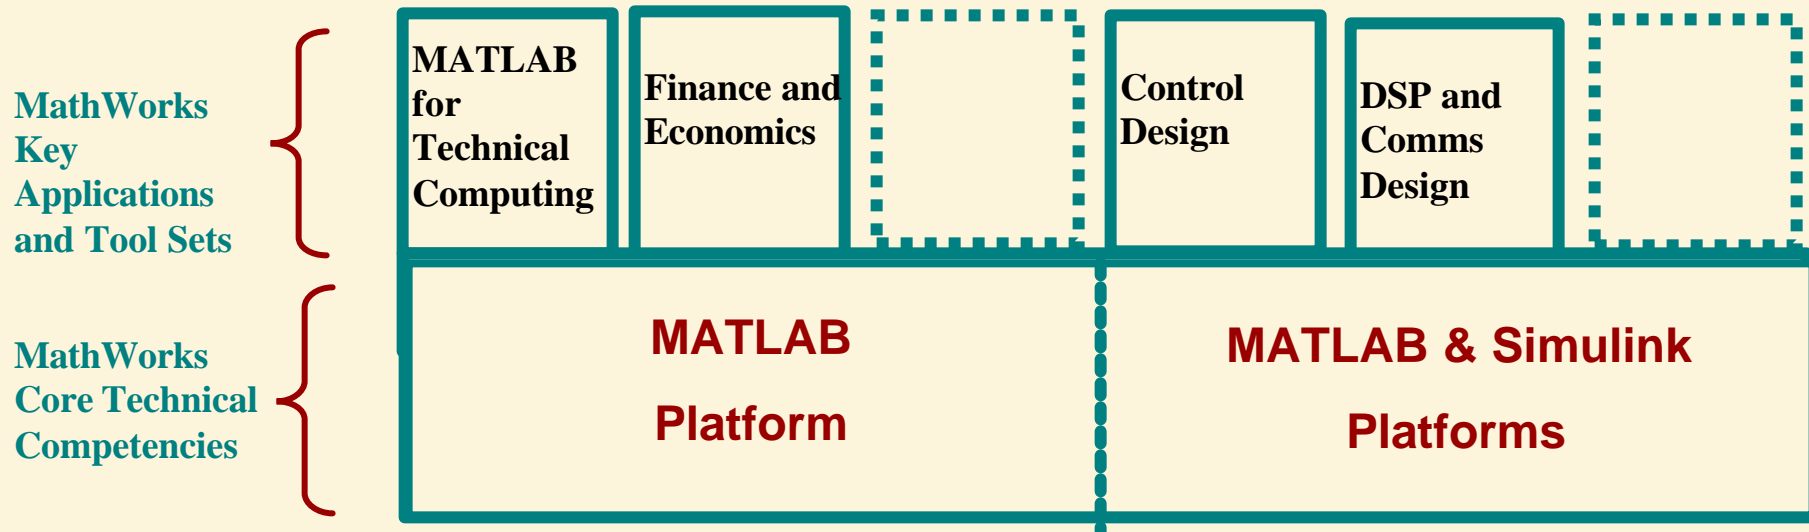 MathWorks
Key
Applications
and Tool Sets
MATLAB
for
Technical
Computing
Finance and
Economics
Control
Design
DSP and
Comms
Design
MathWorks
Core Technical
Competencies
MATLAB
Platform
MATLAB & Simulink
Platforms